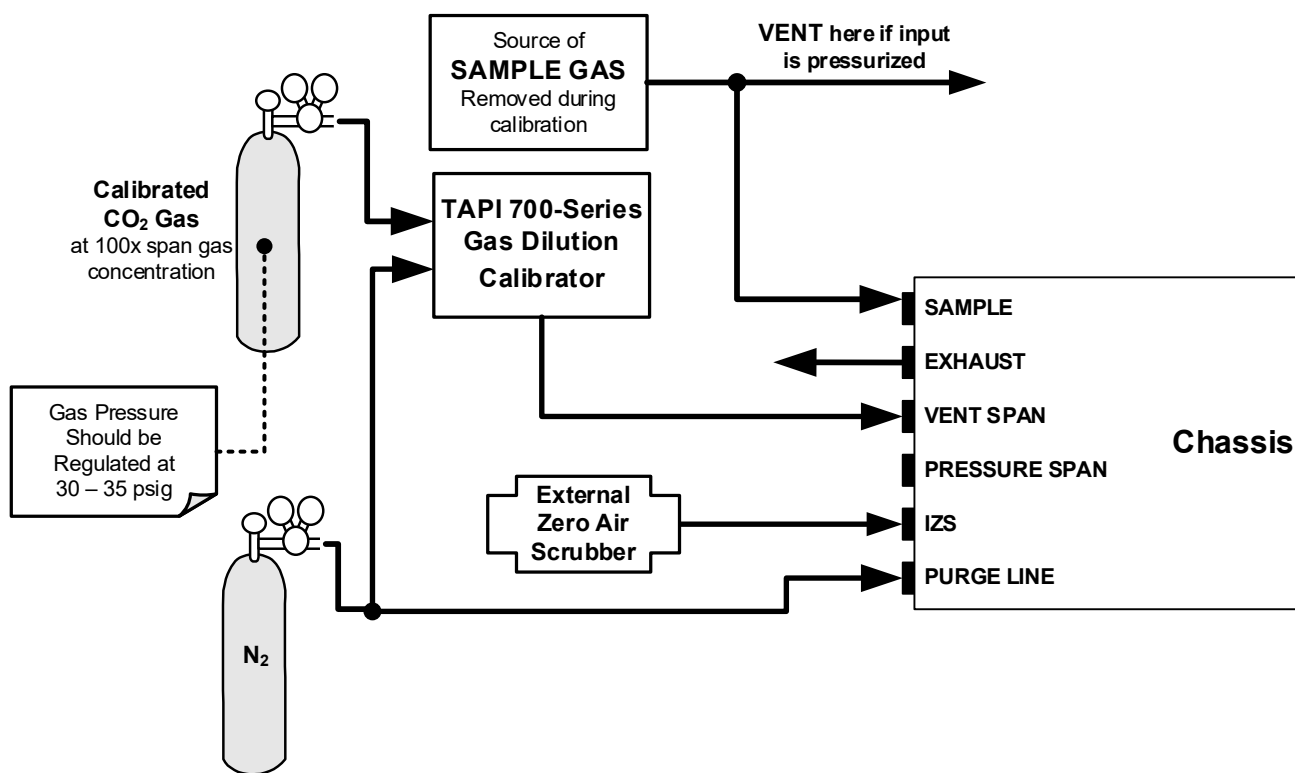 Source of
SAMPLE GAS
Removed during
calibration
VENT here if input
is pressurized
Calibrated
CO₂ Gas
at 100x span gas
concentration
TAPI 700-Series
Gas Dilution
Calibrator
Gas Pressure
Should be
Regulated at
30 – 35 psig
External
Zero Air
Scrubber
N₂
SAMPLE
EXHAUST
VENT SPAN
PRESSURE SPAN
IZS
PURGE LINE
Chassis